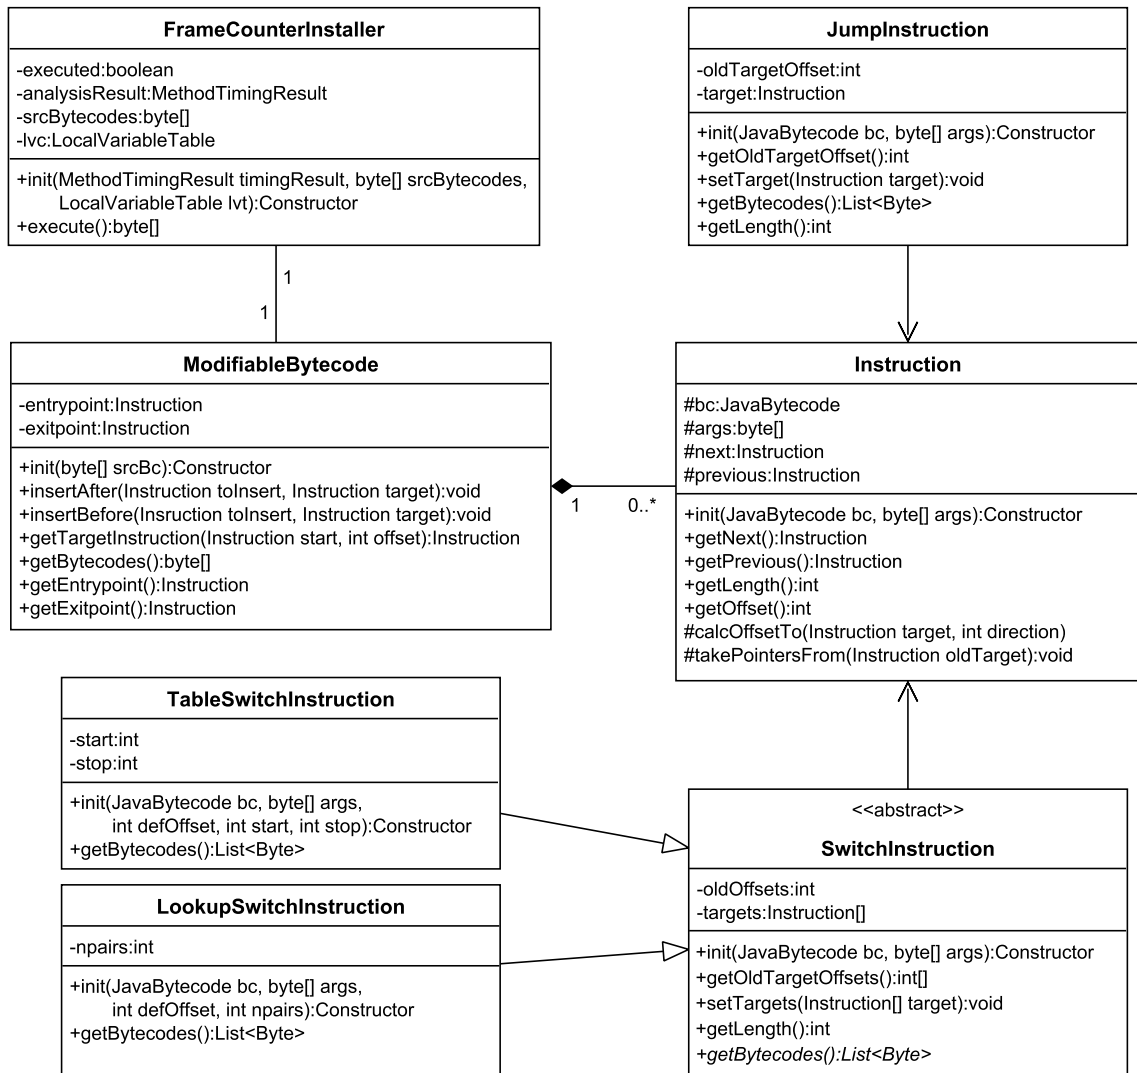 FrameCounterInstaller
-executed:boolean
-analysisResult:MethodTimingResult
-srcBytecodes:byte[]
-lvc:LocalVariableTable
+init(MethodTimingResult timingResult, byte[] srcBytecodes,
LocalVariableTable lvt):Constructor
+execute():byte[]
JumpInstruction
-oldTargetOffset:int
-target:Instruction
+init(JavaBytecode bc, byte[] args):Constructor
+getOldTargetOffset():int
+setTarget(Instruction target):void
+getBytecodes():List<Byte>
+getLength():int
1
1
ModifiableBytecode
-entrypoint:Instruction
-exitpoint:Instruction
+init(byte[] srcBc):Constructor
+insertAfter(Instruction toInsert, Instruction target):void
+insertBefore(Insruction toInsert, Instruction target):void
+getTargetInstruction(Instruction start, int offset):Instruction
+getBytecodes():byte[]
+getEntrypoint():Instruction
+getExitpoint():Instruction
1
0..*
Instruction
#bc:JavaBytecode
#args:byte[]
#next:Instruction
#previous:Instruction
+init(JavaBytecode bc, byte[] args):Constructor
+getNext():Instruction
+getPrevious():Instruction
+getLength():int
+getOffset():int
#calcOffsetTo(Instruction target, int direction)
#takePointersFrom(Instruction oldTarget):void
TableSwitchInstruction
-start:int
-stop:int
+init(JavaBytecode bc, byte[] args,
int defOffset, int start, int stop):Constructor
+getBytecodes():List<Byte>
LookupSwitchInstruction
-npairs:int
+init(JavaBytecode bc, byte[] args,
int defOffset, int npairs):Constructor
+getBytecodes():List<Byte>
<<abstract>>
SwitchInstruction
-oldOffsets:int
-targets:Instruction[]
+init(JavaBytecode bc, byte[] args):Constructor
+getOldTargetOffsets():int[]
+setTargets(Instruction[] target):void
+getLength():int
+getBytecodes():List<Byte>